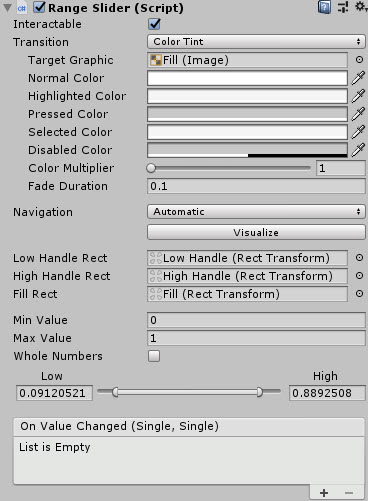 Range Slider (Script)
Interactable
Transition Color Tint
Target Graphic Fill (Image)
Normal Color
Highlighted Color
Pressed Color
Selected Color
Disabled Color
Color Multiplier 1
Fade Duration 0.1
Navigation Automatic
Visualize
Low Handle Rect Low Handle (Rect Transform)
High Handle Rect High Handle (Rect Transform)
Fill Rect Fill (Rect Transform)
Min Value 0
Max Value 1
Whole Numbers
Low High
0.09120521 0.8892508
On Value Changed (Single, Single)
List is Empty